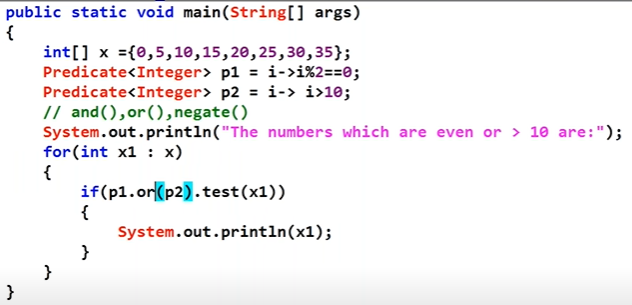 public static void main(String[] args)
{
int[] x ={0,5,10,15,20,25,30,35};
Predicate<Integer> p1 = i->i%2==0;
Predicate<Integer> p2 = i-> i>10;
// and(),or(),negate()
System.out.println("The numbers which are even or > 10 are:");
for(int x1 : x)
{
if(p1.or(p2).test(x1))
{
System.out.println(x1);
}
}
}